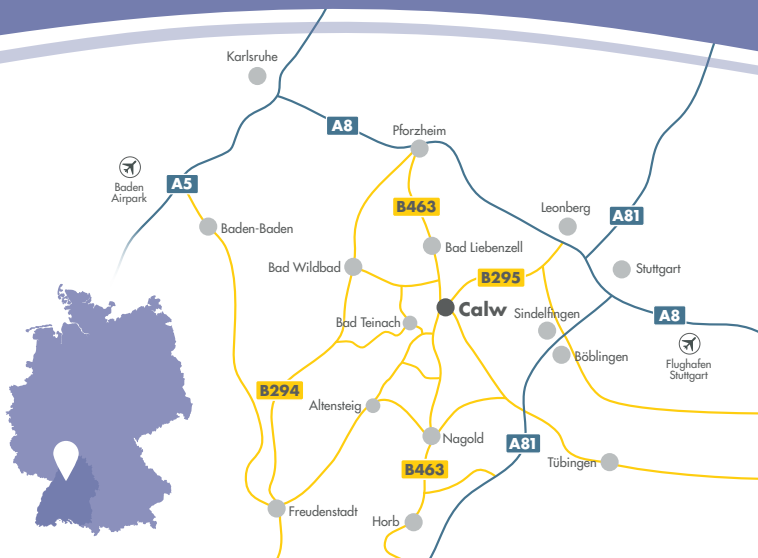 Karlsruhe
A8
Pforzheim
Baden
Airpark
A5
B463
Leonberg
A81
Baden-Baden
Bad Liebenzell
Bad Wildbad
B295
Stuttgart
Calw
Sindelfingen
A8
Bad Teinach
Böblingen
Flughafen
Stuttgart
B294
Altensteig
Nagold
A81
B463
Tübingen
Freudenstadt
Horb